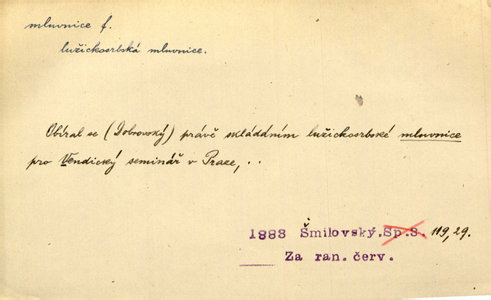 mluvnice f.
lužickosrbská mluvnice.
Obíral se (Dobrovský) právě skládáním lužickosrbské mluvnice
pro Vendický seminář v Praze, ..
1883 Šmilovský. Sp.S. 119,29.
Za ran. červ.